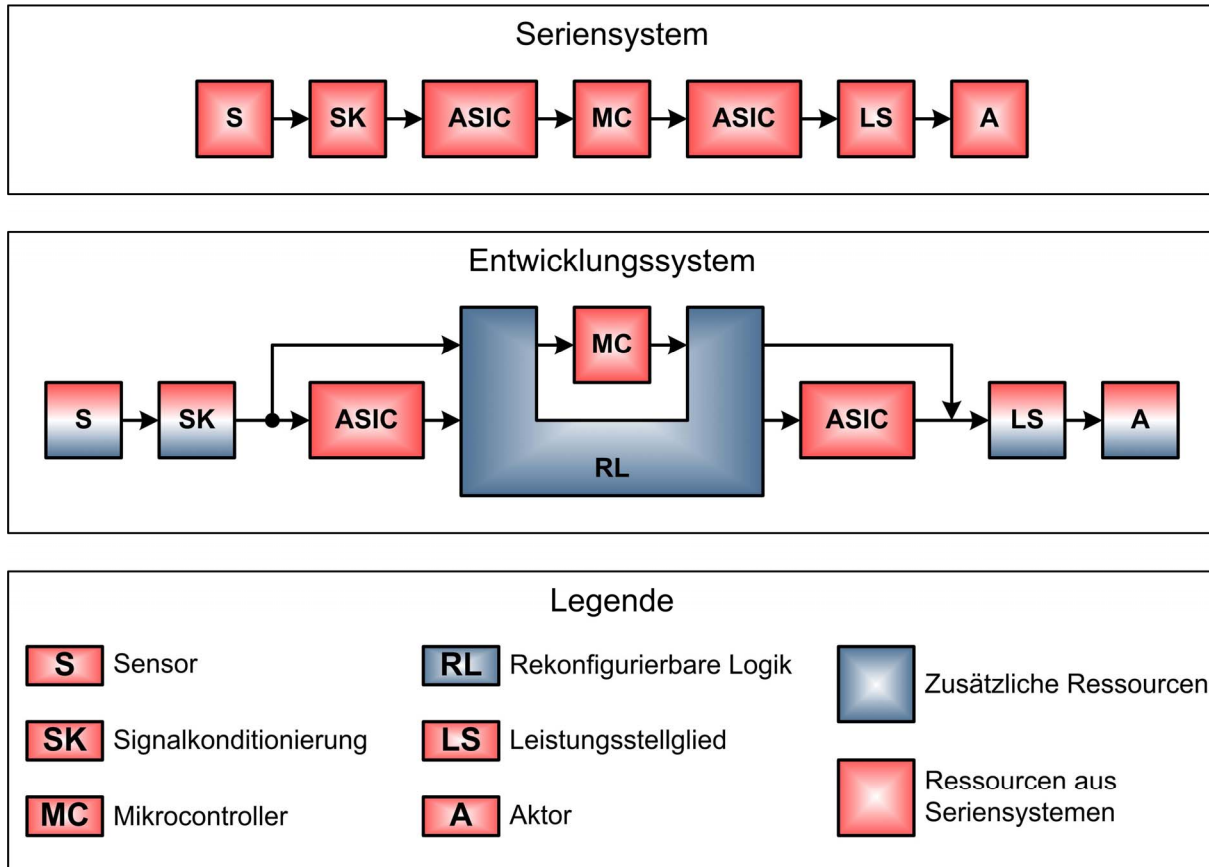 Seriensystem
S SK ASIC MC ASIC LS A
Entwicklungssystem
MC
S SK ASIC ASIC LS A
RL
Legende
S Sensor
RL Rekonfigurierbare Logik
Zusätzliche Ressourcen
SK Signalkonditionierung
LS Leistungsstellglied
Ressourcen aus
Seriensystemen
MC Mikrocontroller
A Aktor